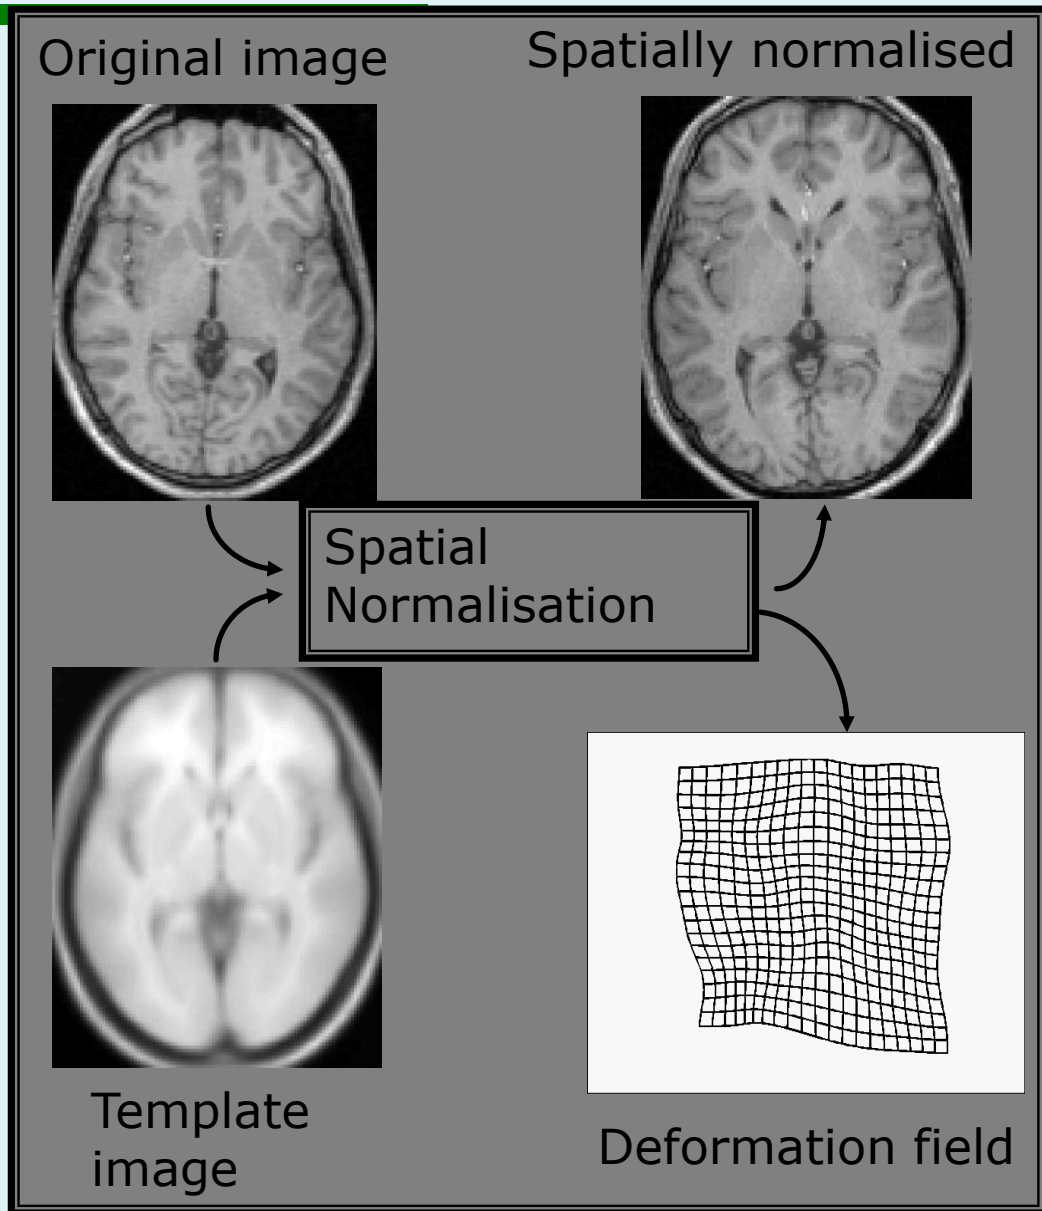 Original image
Spatially normalised
Spatial
Normalisation
Template
image
Deformation field